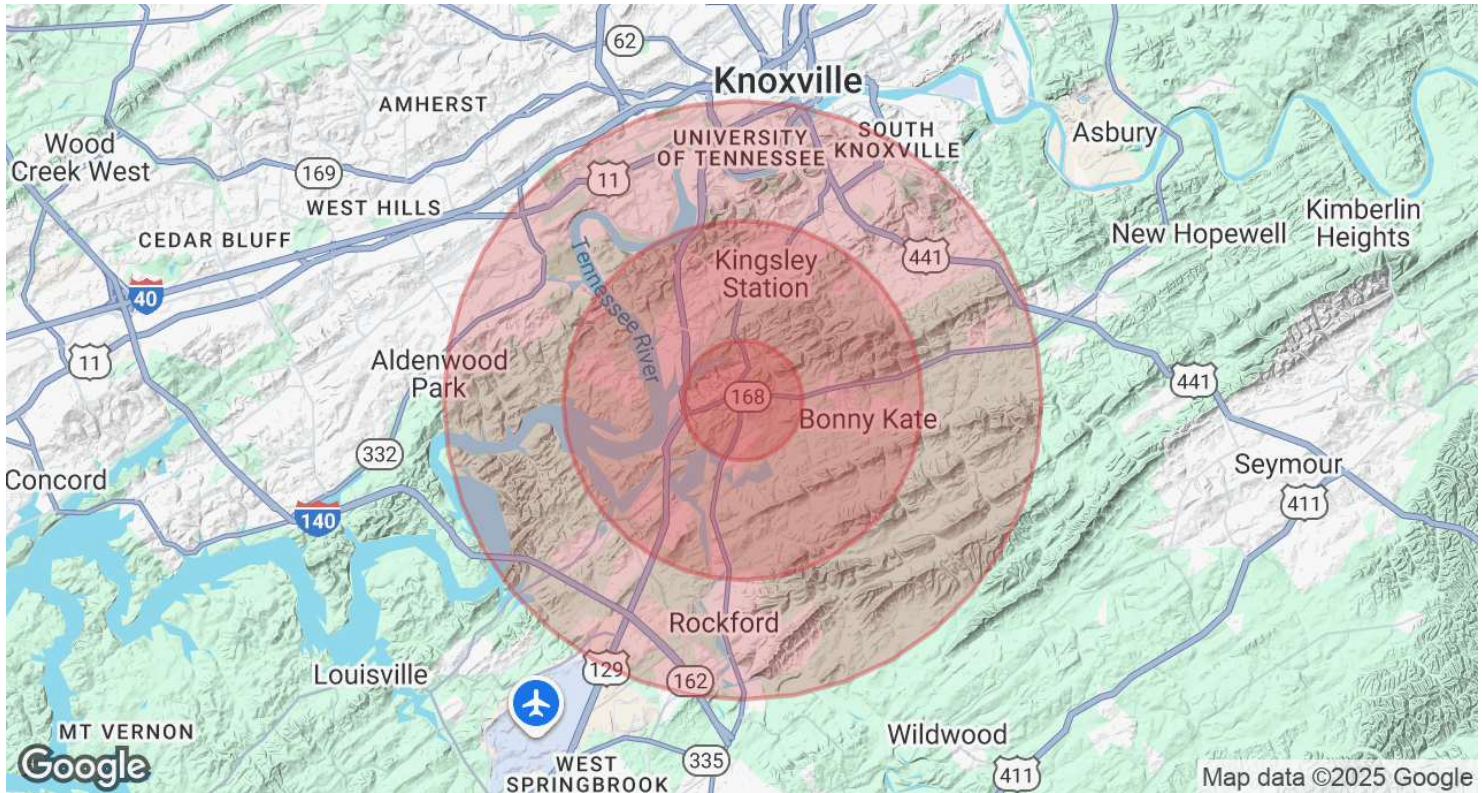 62
Knoxville
AMHERST
Wood
Creek West
169
11
UNIVERSITY
OF TENNESSEE
SOUTH
KNOXVILLE
Asbury
WEST HILLS
CEDAR BLUFF
40
11
Tennessee River
Kingsley
Station
441
New Hopewell
Kimberlin
Heights
Aldenwood
Park
168
Bonny Kate
441
332
Concord
140
Seymour
411
Rockford
129
162
Louisville
MT VERNON
WEST
SPRINGBROOK
335
Wildwood
411
Google
Map data ©2025 Google